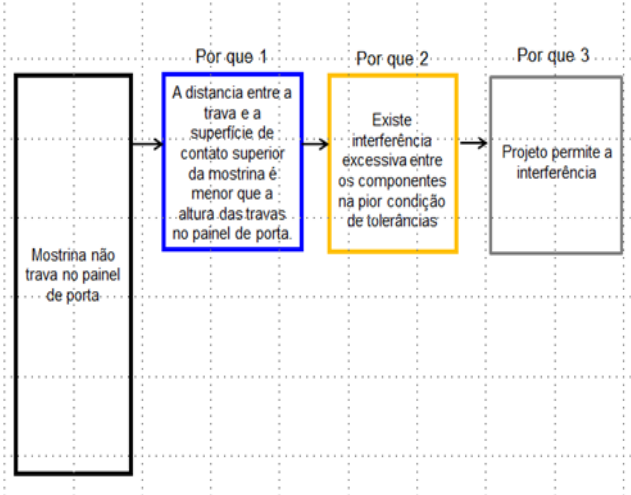 Por que 1
Por que 2
Por que 3
Mostrina não
trava no painel
de porta
A distancia entre a
trava e a
superfície de
contato superior
da mostrina é
menor que a
altura das travas
no painel de porta.
Existe
interferência
excessiva entre
os componentes
na pior condição
de tolerâncias
Projeto permite a
interferência